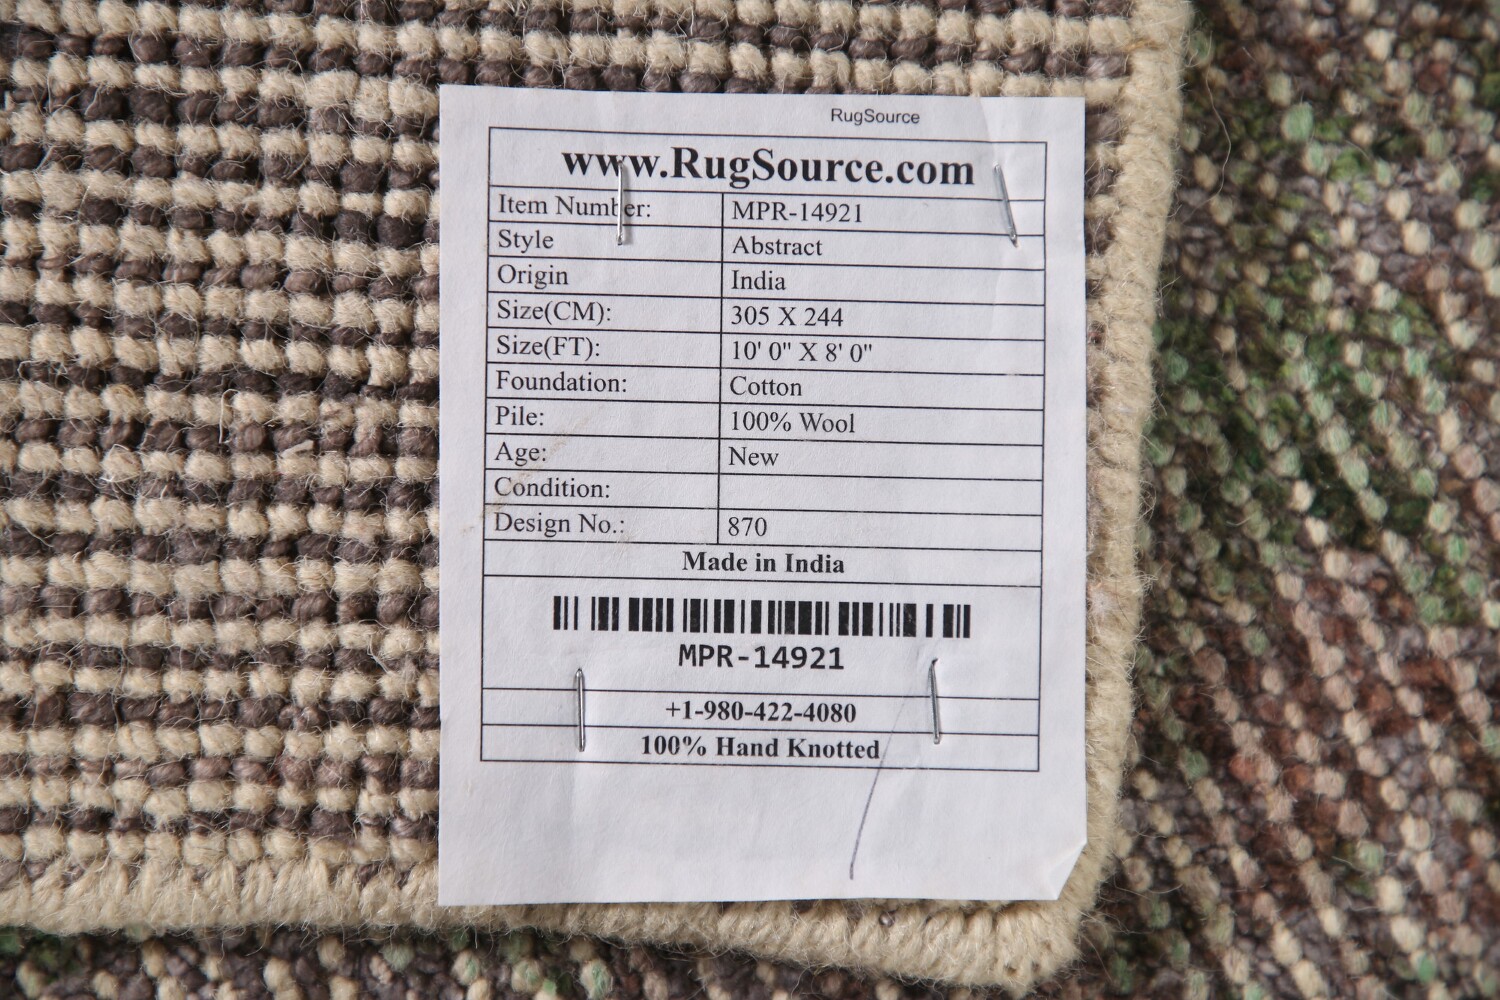 RugSource
www.RugSource.com
Item Number: MPR-14921
Style Abstract
Origin India
Size(CM): 305 X 244
Size(FT): 10' 0" X 8' 0"
Foundation: Cotton
Pile: 100% Wool
Age: New
Condition:
Design No.: 870
Made in India
MPR-14921
+1-980-422-4080
100% Hand Knotted